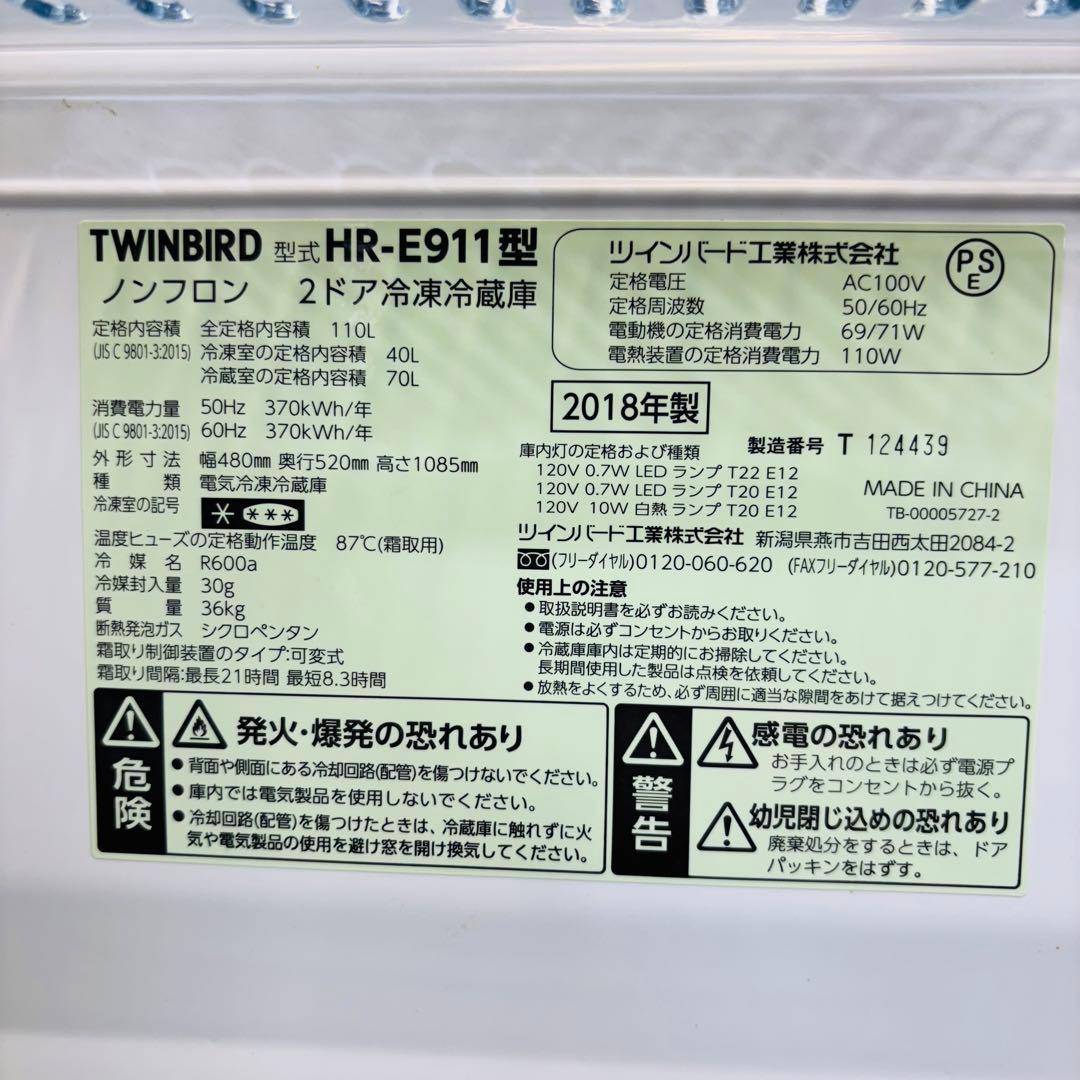 TWINBIRD 型式 HR-E911型
ノンフロン 2ドア冷凍冷蔵庫
定格内容積 全定格内容積 110L
(JIS C 9801-3:2015) 冷凍室の定格内容積 40L
冷蔵室の定格内容積 70L
消費電力量 50Hz 370kWh/年
(JIS C 9801-3:2015) 60Hz 370kWh/年
外形寸法 幅480mm 奥行520mm 高さ1085mm
種類 電気冷凍冷蔵庫
冷凍室の記号
温度ヒューズの定格動作温度 87℃(霜取用)
冷媒名 R600a
冷媒封入量 30g
質量 36kg
断熱発泡ガス シクロペンタン
霜取り制御装置のタイプ:可変式
霜取り間隔:最長21時間 最短8.3時間
ツインバード工業株式会社
定格電圧 AC100V
定格周波数 50/60Hz
電動機の定格消費電力 69/71W
電熱装置の定格消費電力 110W
PSE
2018年製
製造番号 T 124439
庫内灯の定格および種類
120V 0.7W LED ランプ T22 E12
120V 0.7W LED ランプ T20 E12
120V 10W 白熱 ランプ T20 E12
MADE IN CHINA
TB-00005727-2
ツインバード工業株式会社 新潟県燕市吉田西太田2084-2
(フリーダイヤル)0120-060-620 (FAXフリーダイヤル)0120-577-210
使用上の注意
●取扱説明書を必ずお読みください。
●電源は必ずコンセントからお取りください。
●冷蔵庫庫内は定期的にお掃除してください。
長期間使用した製品は点検を依頼してください。
●放熱をよくするため、必ず周囲に適当な隙間をあけて据えつけてください。
危険
発火・爆発の恐れあり
●背面や側面にある冷却回路(配管)を傷つけないでください。
●庫内では電気製品を使用しないでください。
●冷却回路(配管)を傷つけたときは、冷蔵庫に触れずに火
気や電気製品の使用を避け窓を開け換気してください。
警告
感電の恐れあり
お手入れのときは必ず電源プ
ラグをコンセントから抜く。
幼児閉じ込めの恐れあり
廃棄処分をするときは、ドア
パッキンをはずす。